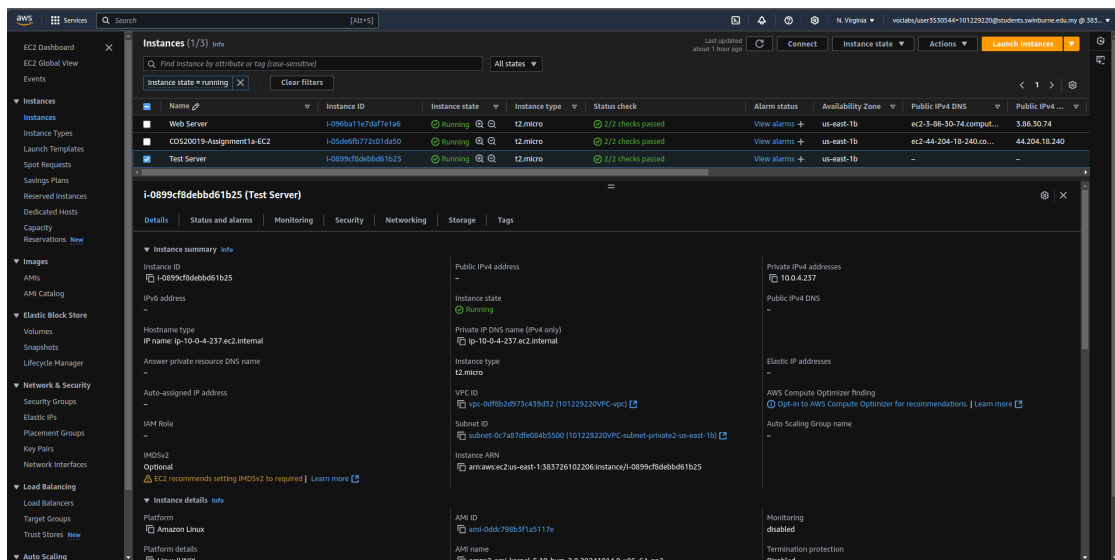 aws Services Search [Alt+S] N. Virginia voclabs/user3530544=101229220@students.swinburne.edu.my @ 383...
EC2 Dashboard
EC2 Global View
Events
Instances
Instances
Instance Types
Launch Templates
Spot Requests
Savings Plans
Reserved Instances
Dedicated Hosts
Capacity
Reservations New
Images
AMIs
AMI Catalog
Elastic Block Store
Volumes
Snapshots
Lifecycle Manager
Network & Security
Security Groups
Elastic IPs
Placement Groups
Key Pairs
Network Interfaces
Load Balancing
Load Balancers
Target Groups
Trust Stores New
Auto Scaling
Instances (1/3) Info
Last updated
about 1 hour ago
Connect Instance state Actions Launch instances
Find Instance by attribute or tag (case-sensitive) All states
Instance state = running Clear filters 1
Name Instance ID Instance state Instance type Status check Alarm status Availability Zone Public IPv4 DNS Public IPv4 ...
Web Server i-096ba11e7daf7e1a6 Running t2.micro 2/2 checks passed View alarms us-east-1b ec2-3-86-30-74.comput... 3.86.30.74
COS20019-Assignment1a-EC2 i-05de6fb772c01da50 Running t2.micro 2/2 checks passed View alarms us-east-1b ec2-44-204-18-240.co... 44.204.18.240
Test Server i-0899cf8debbd61b25 Running t2.micro 2/2 checks passed View alarms us-east-1b – –
i-0899cf8debbd61b25 (Test Server)
Details Status and alarms Monitoring Security Networking Storage Tags
Instance summary Info
Instance ID Public IPv4 address Private IPv4 addresses
i-0899cf8debbd61b25 – 10.0.4.237
IPv6 address Instance state Public IPv4 DNS
– Running –
Hostname type Private IP DNS name (IPv4 only)
IP name: ip-10-0-4-237.ec2.internal ip-10-0-4-237.ec2.internal
Answer private resource DNS name Instance type Elastic IP addresses
– t2.micro –
Auto-assigned IP address VPC ID AWS Compute Optimizer finding
– vpc-0df8b2d973c439d32 (101229220VPC-vpc) Opt-in to AWS Compute Optimizer for recommendations. | Learn more
IAM Role Subnet ID Auto Scaling Group name
– subnet-0c7a87dfe084b5500 (101229220VPC-subnet-private2-us-east-1b) –
IMDSv2 Instance ARN
Optional arn:aws:ec2:us-east-1:383726102206:instance/i-0899cf8debbd61b25
EC2 recommends setting IMDSv2 to required | Learn more
Instance details Info
Platform AMI ID Monitoring
Amazon Linux ami-0ddc798b3f1a5117e disabled
Platform details AMI name Termination protection